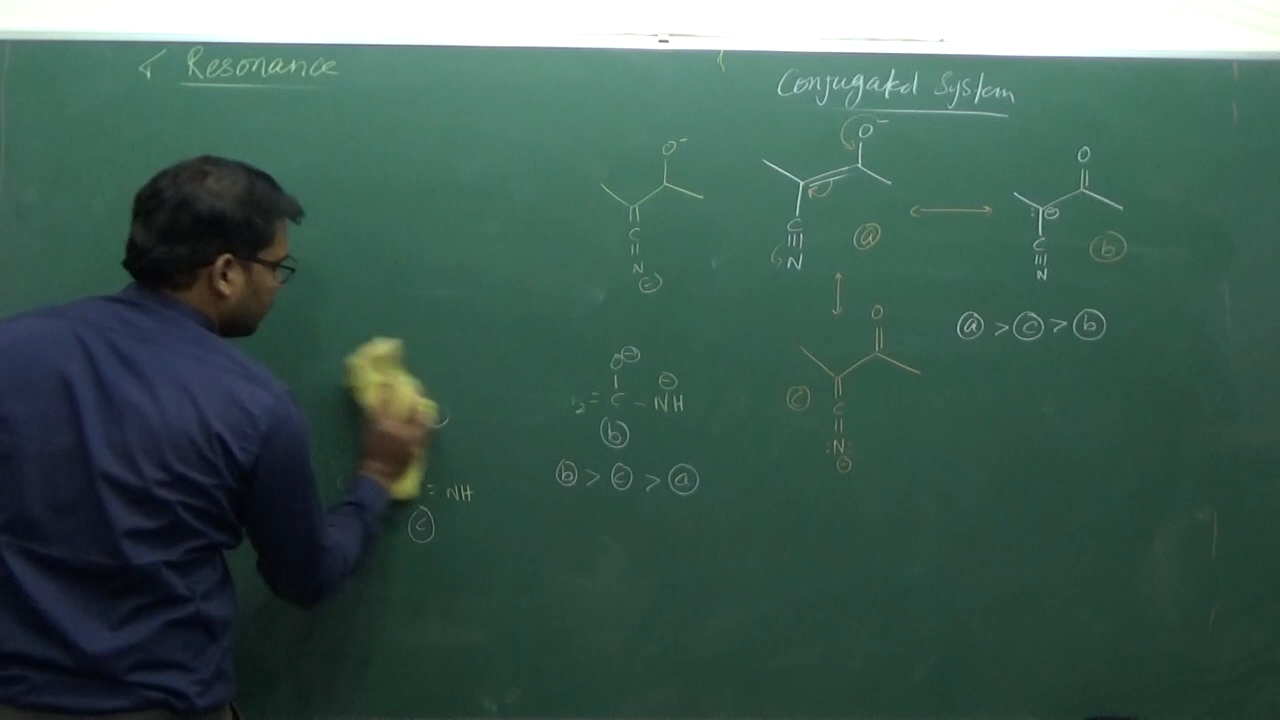 Resonance
Conjugated System
O⁻
C
N
⊖
O⁻
C
N
ⓐ
O
:⊖
C
N
ⓑ
ⓐ > ⓒ > ⓑ
O
ⓒ
C
:N
⊖
O⊖
⊖
= C - NH
ⓑ
ⓑ > ⓒ > ⓐ
= NH
ⓒ